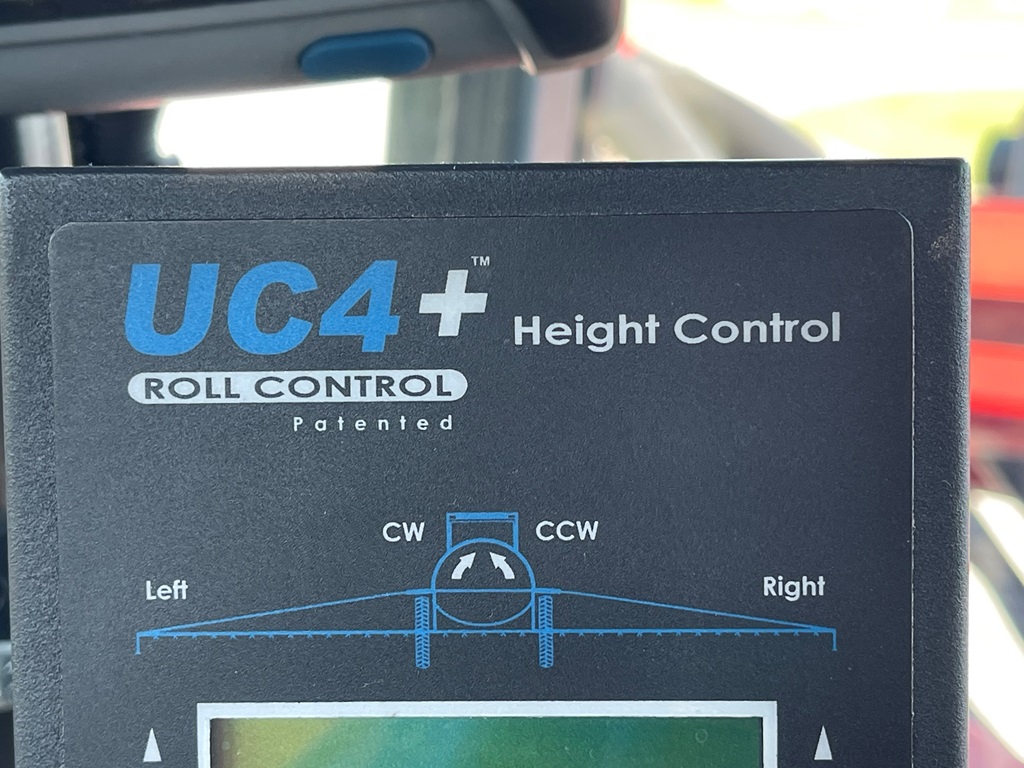 UC4+™ Height Control
ROLL CONTROL
Patented
CW CCW
Left Right